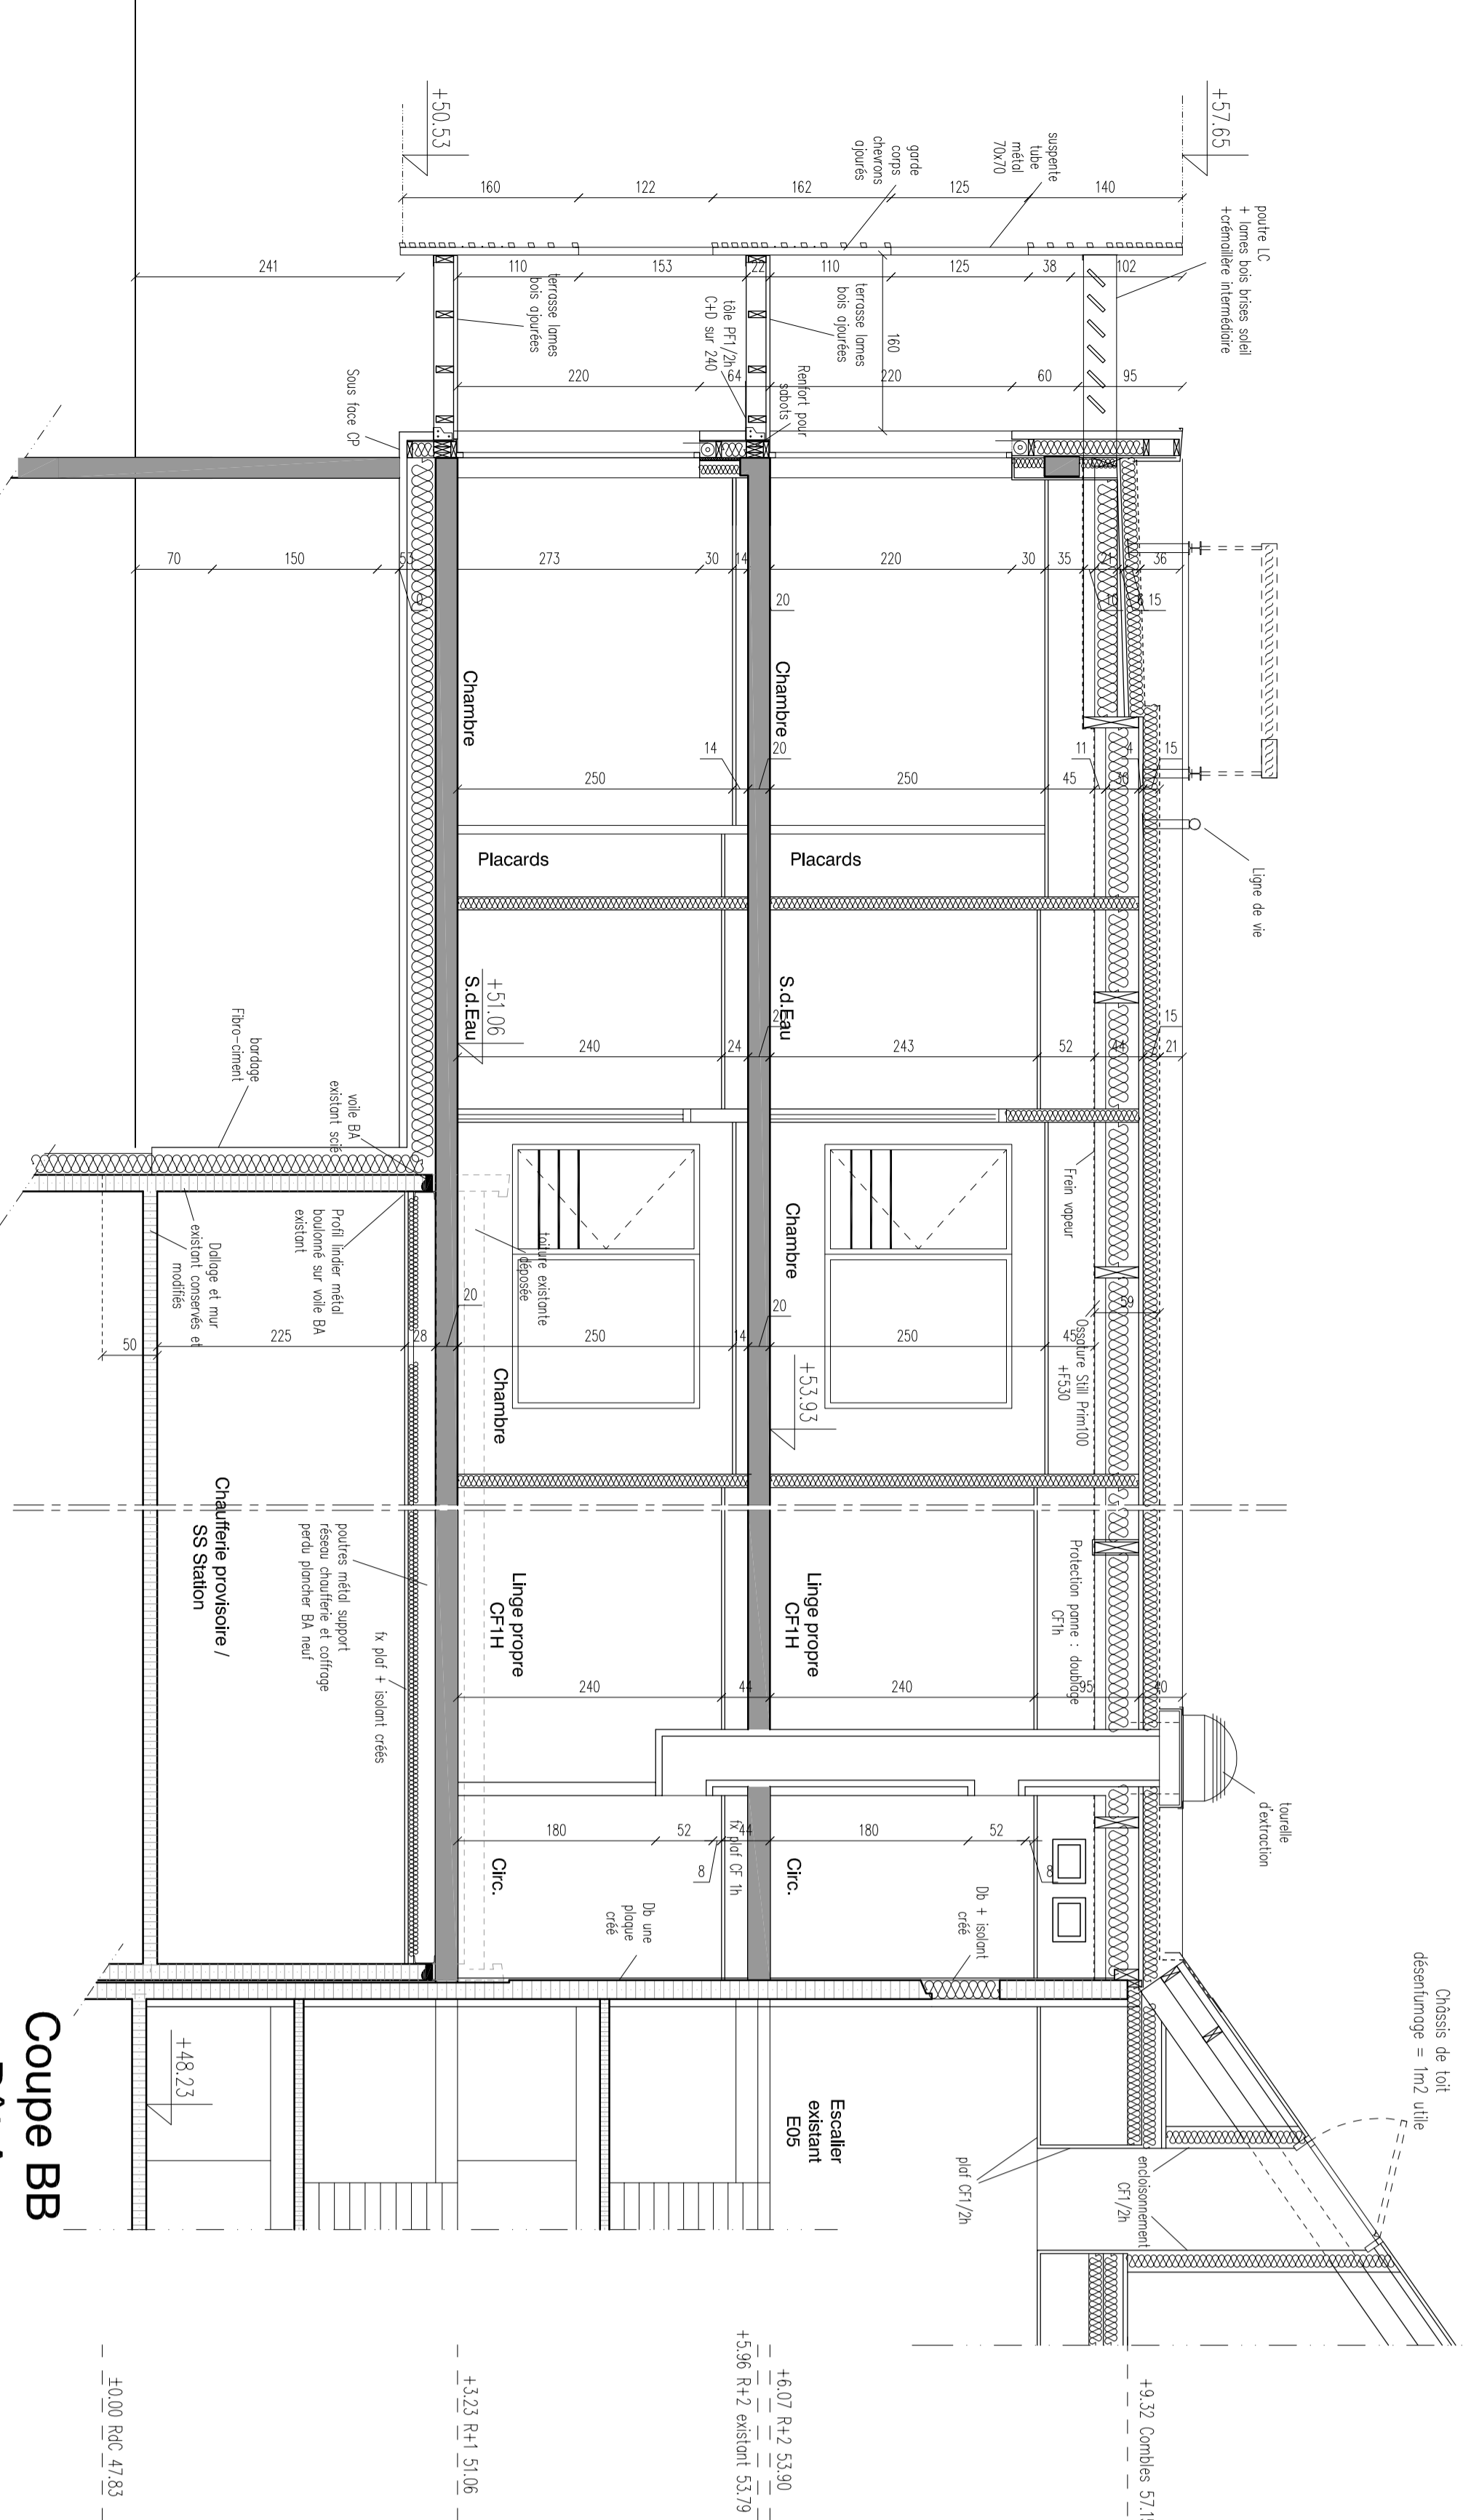 +57.65
+50.53
poutre LC
+ lames bois brises soleil
+crémaillère intermédiaire
suspente
tube
métal
70x70
garde
corps
chevrons
ajourés
160
122
162
125
140
241
110
153
22
110
125
38
102
terrasse lames
bois ajourées
tôle PF1/2h
C+D sur 240
terrasse lames
bois ajourées
160
220
64
220
60
95
Renfort pour
sabots
Sous face CP
70
150
53
273
30
14
220
30
35
21
36
20
15
Chambre
Chambre
250
14
20
250
45
11
4
15
Placards
Placards
Ligne de vie
S.d.Eau
+51.06
S.d.Eau
240
24
243
52
44
15
21
bardage
Fibro-ciment
voile BA
existant scié
Frein vapeur
Profil lindier métal
boulonné sur voile BA
existant
Dallage et mur
existant conservés et
modifiés
toiture existante
déposée
Chambre
50
225
28
20
250
14
20
250
45
59
Ossature Still Prim100
+F530
+53.93
Chambre
Chaufferie provisoire /
SS Station
poutres métal support
réseau chaufferie et coffrage
perdu plancher BA neuf
fx plaf + isolant créés
Linge propre
CF1H
Linge propre
CF1H
Protection panne : doublage
CF1h
240
44
240
95
40
tourelle
d'extraction
180
52
8
44
180
52
8
fx plaf CF 1h
Circ.
Circ.
Db une
plaque
créé
Db + isolant
créé
Châssis de toit
désenfumage = 1m2 utile
Coupe BB
+48.23
Escalier
existant
E05
plaf CF1/2h
encloisonnement
CF1/2h
+9.32 Combles
+6.07 R+2 53.90
+5.96 R+2 existant 53.79
+3.23 R+1 51.06
±0.00 RdC 47.83